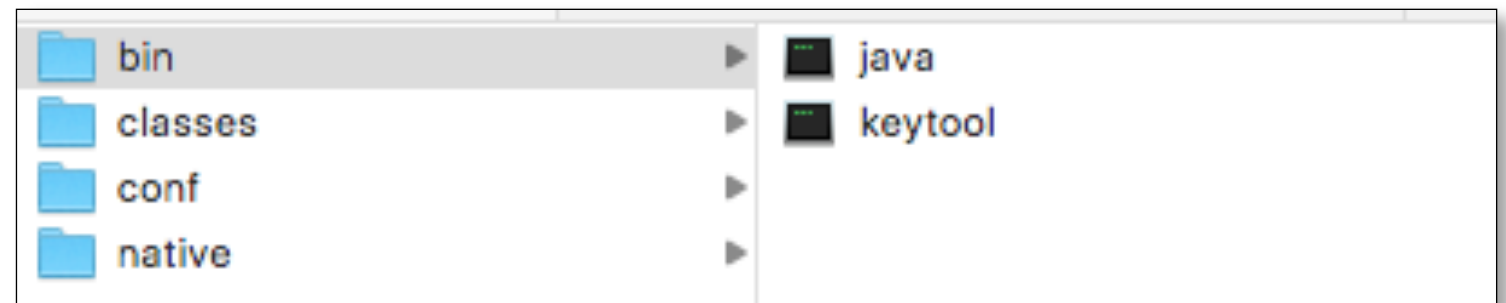 bin
classes
conf
native
java
keytool